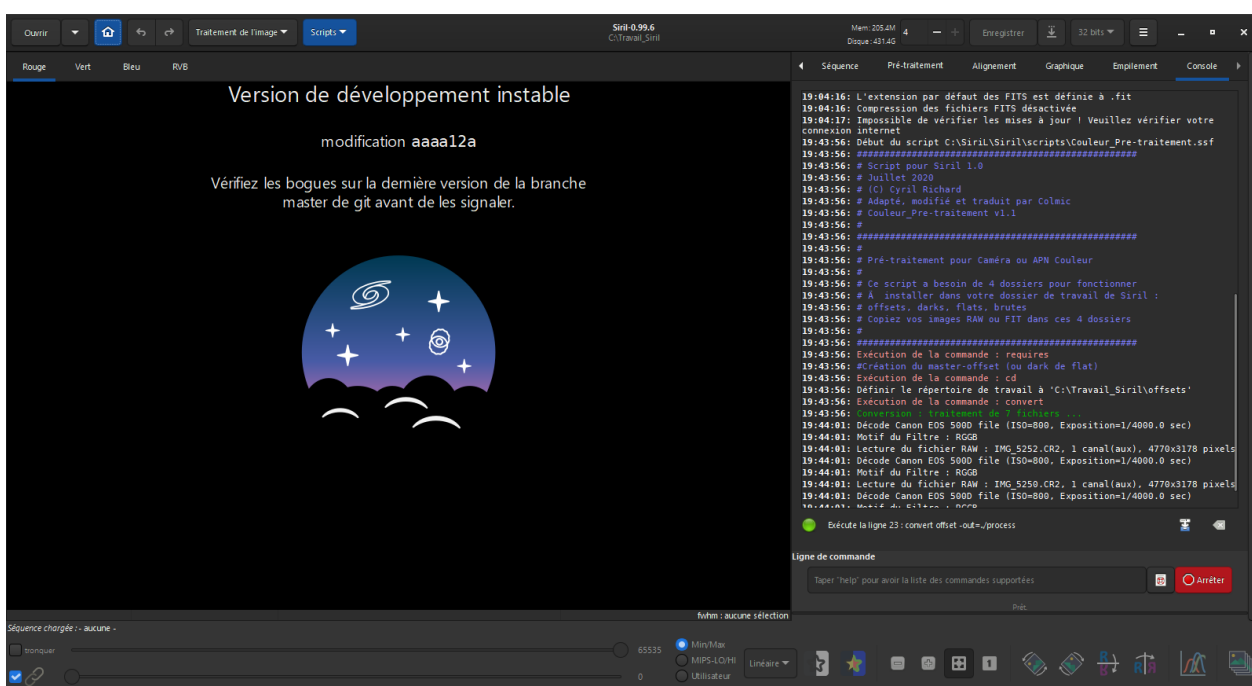 Ouvrir
Traitement de l'image
Scripts
Siril-0.99.6
C:\Travail_Siril
Mem: 205.4M
Disque : 431.4G
4
Enregistrer
32 bits
Rouge Vert Bleu RVB
Séquence Pré-traitement Alignement Graphique Empilement Console
Version de développement instable
modification aaaa12a
Vérifiez les bogues sur la dernière version de la branche
master de git avant de les signaler.
19:04:16: L'extension par défaut des FITS est définie à .fit
19:04:16: Compression des fichiers FITS désactivée
19:04:17: Impossible de vérifier les mises à jour ! Veuillez vérifier votre
connexion internet
19:43:56: Début du script C:\SiriL\Siril\scripts\Couleur_Pre-traitement.ssf
19:43:56: ###################################################
19:43:56: # Script pour Siril 1.0
19:43:56: # Juillet 2020
19:43:56: # (C) Cyril Richard
19:43:56: # Adapté, modifié et traduit par Colmic
19:43:56: # Couleur_Pre-traitement v1.1
19:43:56: #
19:43:56: ###################################################
19:43:56: #
19:43:56: # Pré-traitement pour Caméra ou APN Couleur
19:43:56: #
19:43:56: # Ce script a besoin de 4 dossiers pour fonctionner
19:43:56: # À installer dans votre dossier de travail de Siril :
19:43:56: # offsets, darks, flats, brutes
19:43:56: # Copiez vos images RAW ou FIT dans ces 4 dossiers
19:43:56: #
19:43:56: ###################################################
19:43:56: Exécution de la commande : requires
19:43:56: #Création du master-offset (ou dark de flat)
19:43:56: Exécution de la commande : cd
19:43:56: Définir le répertoire de travail à 'C:\Travail_Siril\offsets'
19:43:56: Exécution de la commande : convert
19:43:56: Conversion : traitement de 7 fichiers ...
19:44:01: Décode Canon EOS 500D file (ISO=800, Exposition=1/4000.0 sec)
19:44:01: Motif du Filtre : RGGB
19:44:01: Lecture du fichier RAW : IMG_5252.CR2, 1 canal(aux), 4770x3178 pixels
19:44:01: Décode Canon EOS 500D file (ISO=800, Exposition=1/4000.0 sec)
19:44:01: Motif du Filtre : RGGB
19:44:01: Lecture du fichier RAW : IMG_5250.CR2, 1 canal(aux), 4770x3178 pixels
19:44:01: Décode Canon EOS 500D file (ISO=800, Exposition=1/4000.0 sec)
19:44:01: Motif du Filtre : RGGB
Exécute la ligne 23 : convert offset -out=../process
Ligne de commande
Taper 'help' pour avoir la liste des commandes supportées
Arrêter
Prêt.
fwhm : aucune sélection
Séquence chargée : - aucune -
tronquer
65535
0
Min/Max
MIPS-LO/HI
Utilisateur
Linéaire
1